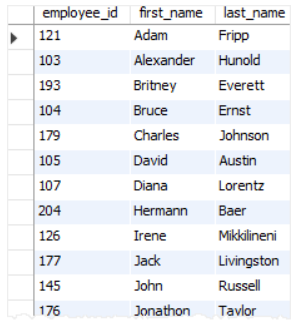 employee_id first_name last_name
121 Adam Fripp
103 Alexander Hunold
193 Britney Everett
104 Bruce Ernst
179 Charles Johnson
105 David Austin
107 Diana Lorentz
204 Hermann Baer
126 Irene Mikkilineni
177 Jack Livingston
145 John Russell
176 Jonathon Taylor